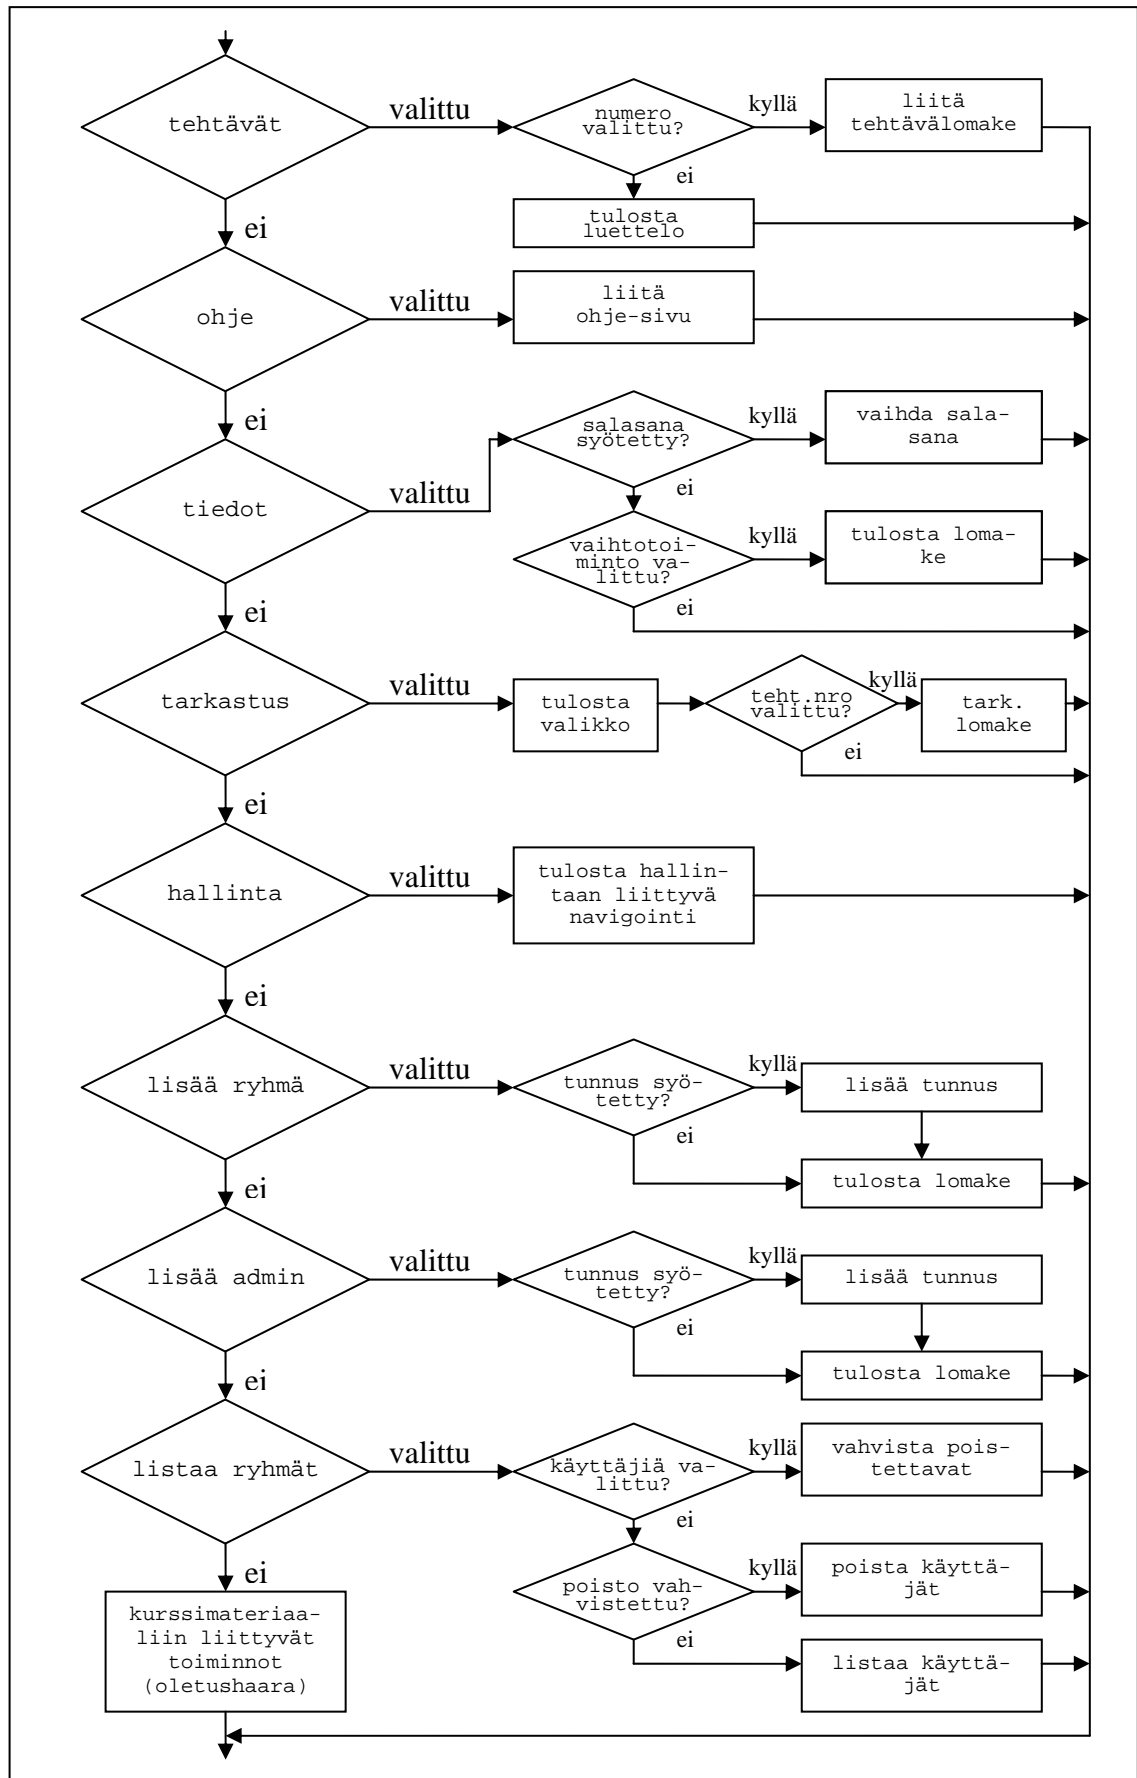 tehtävät
valittu
numero
valittu?
kyllä
liitä
tehtävälomake
ei
tulosta
luettelo
ei
ohje
valittu
liitä
ohje-sivu
ei
tiedot
valittu
salasana
syötetty?
kyllä
vaihda sala-
sana
ei
vaihtotoi-
minto va-
littu?
kyllä
tulosta loma-
ke
ei
ei
tarkastus
valittu
tulosta
valikko
teht.nro
valittu?
kyllä
tark.
lomake
ei
ei
hallinta
valittu
tulosta hallin-
taan liittyvä
navigointi
ei
lisää ryhmä
valittu
tunnus syö-
tetty?
kyllä
lisää tunnus
ei
tulosta lomake
ei
lisää admin
valittu
tunnus syö-
tetty?
kyllä
lisää tunnus
ei
tulosta lomake
ei
listaa ryhmät
valittu
käyttäjiä va-
littu?
kyllä
vahvista pois-
tettavat
ei
poisto vah-
vistettu?
kyllä
poista käyttä-
jät
ei
listaa käyttä-
jät
ei
kurssimateriaa-
liin liittyvät
toiminnot
(oletushaara)